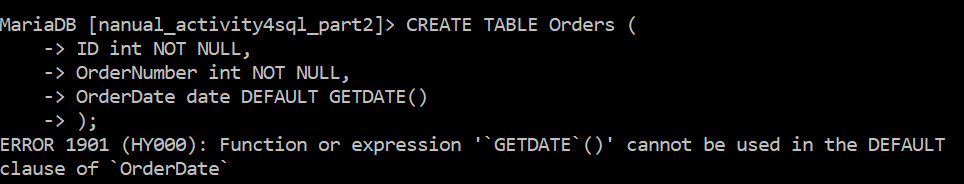 MariaDB [nanual_activity4sql_part2]> CREATE TABLE Orders (
    -> ID int NOT NULL,
    -> OrderNumber int NOT NULL,
    -> OrderDate date DEFAULT GETDATE()
    -> );
ERROR 1901 (HY000): Function or expression '`GETDATE`()' cannot be used in the DEFAULT
clause of `OrderDate`